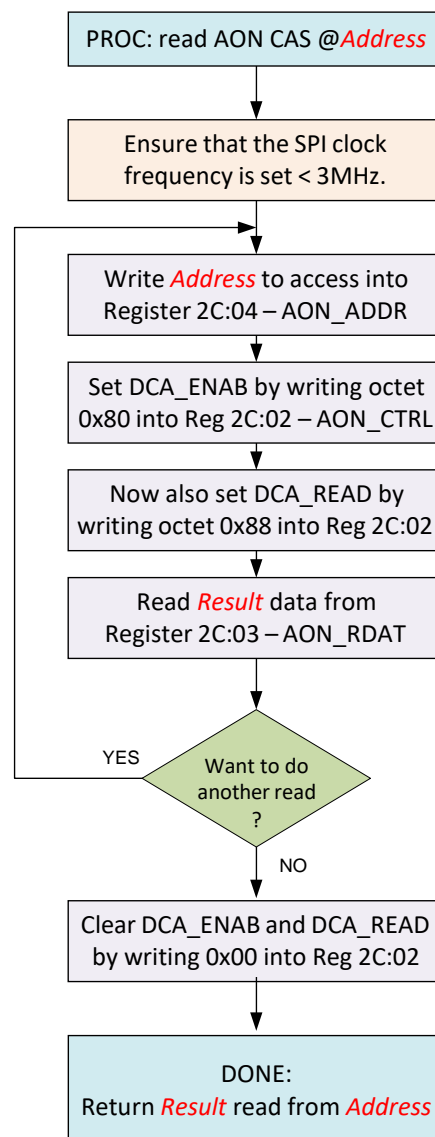 PROC: read AON CAS @Address
Ensure that the SPI clock
frequency is set < 3MHz.
Write Address to access into
Register 2C:04 – AON_ADDR
Set DCA_ENAB by writing octet
0x80 into Reg 2C:02 – AON_CTRL
Now also set DCA_READ by
writing octet 0x88 into Reg 2C:02
Read Result data from
Register 2C:03 – AON_RDAT
YES
Want to do
another read
?
NO
Clear DCA_ENAB and DCA_READ
by writing 0x00 into Reg 2C:02
DONE:
Return Result read from Address